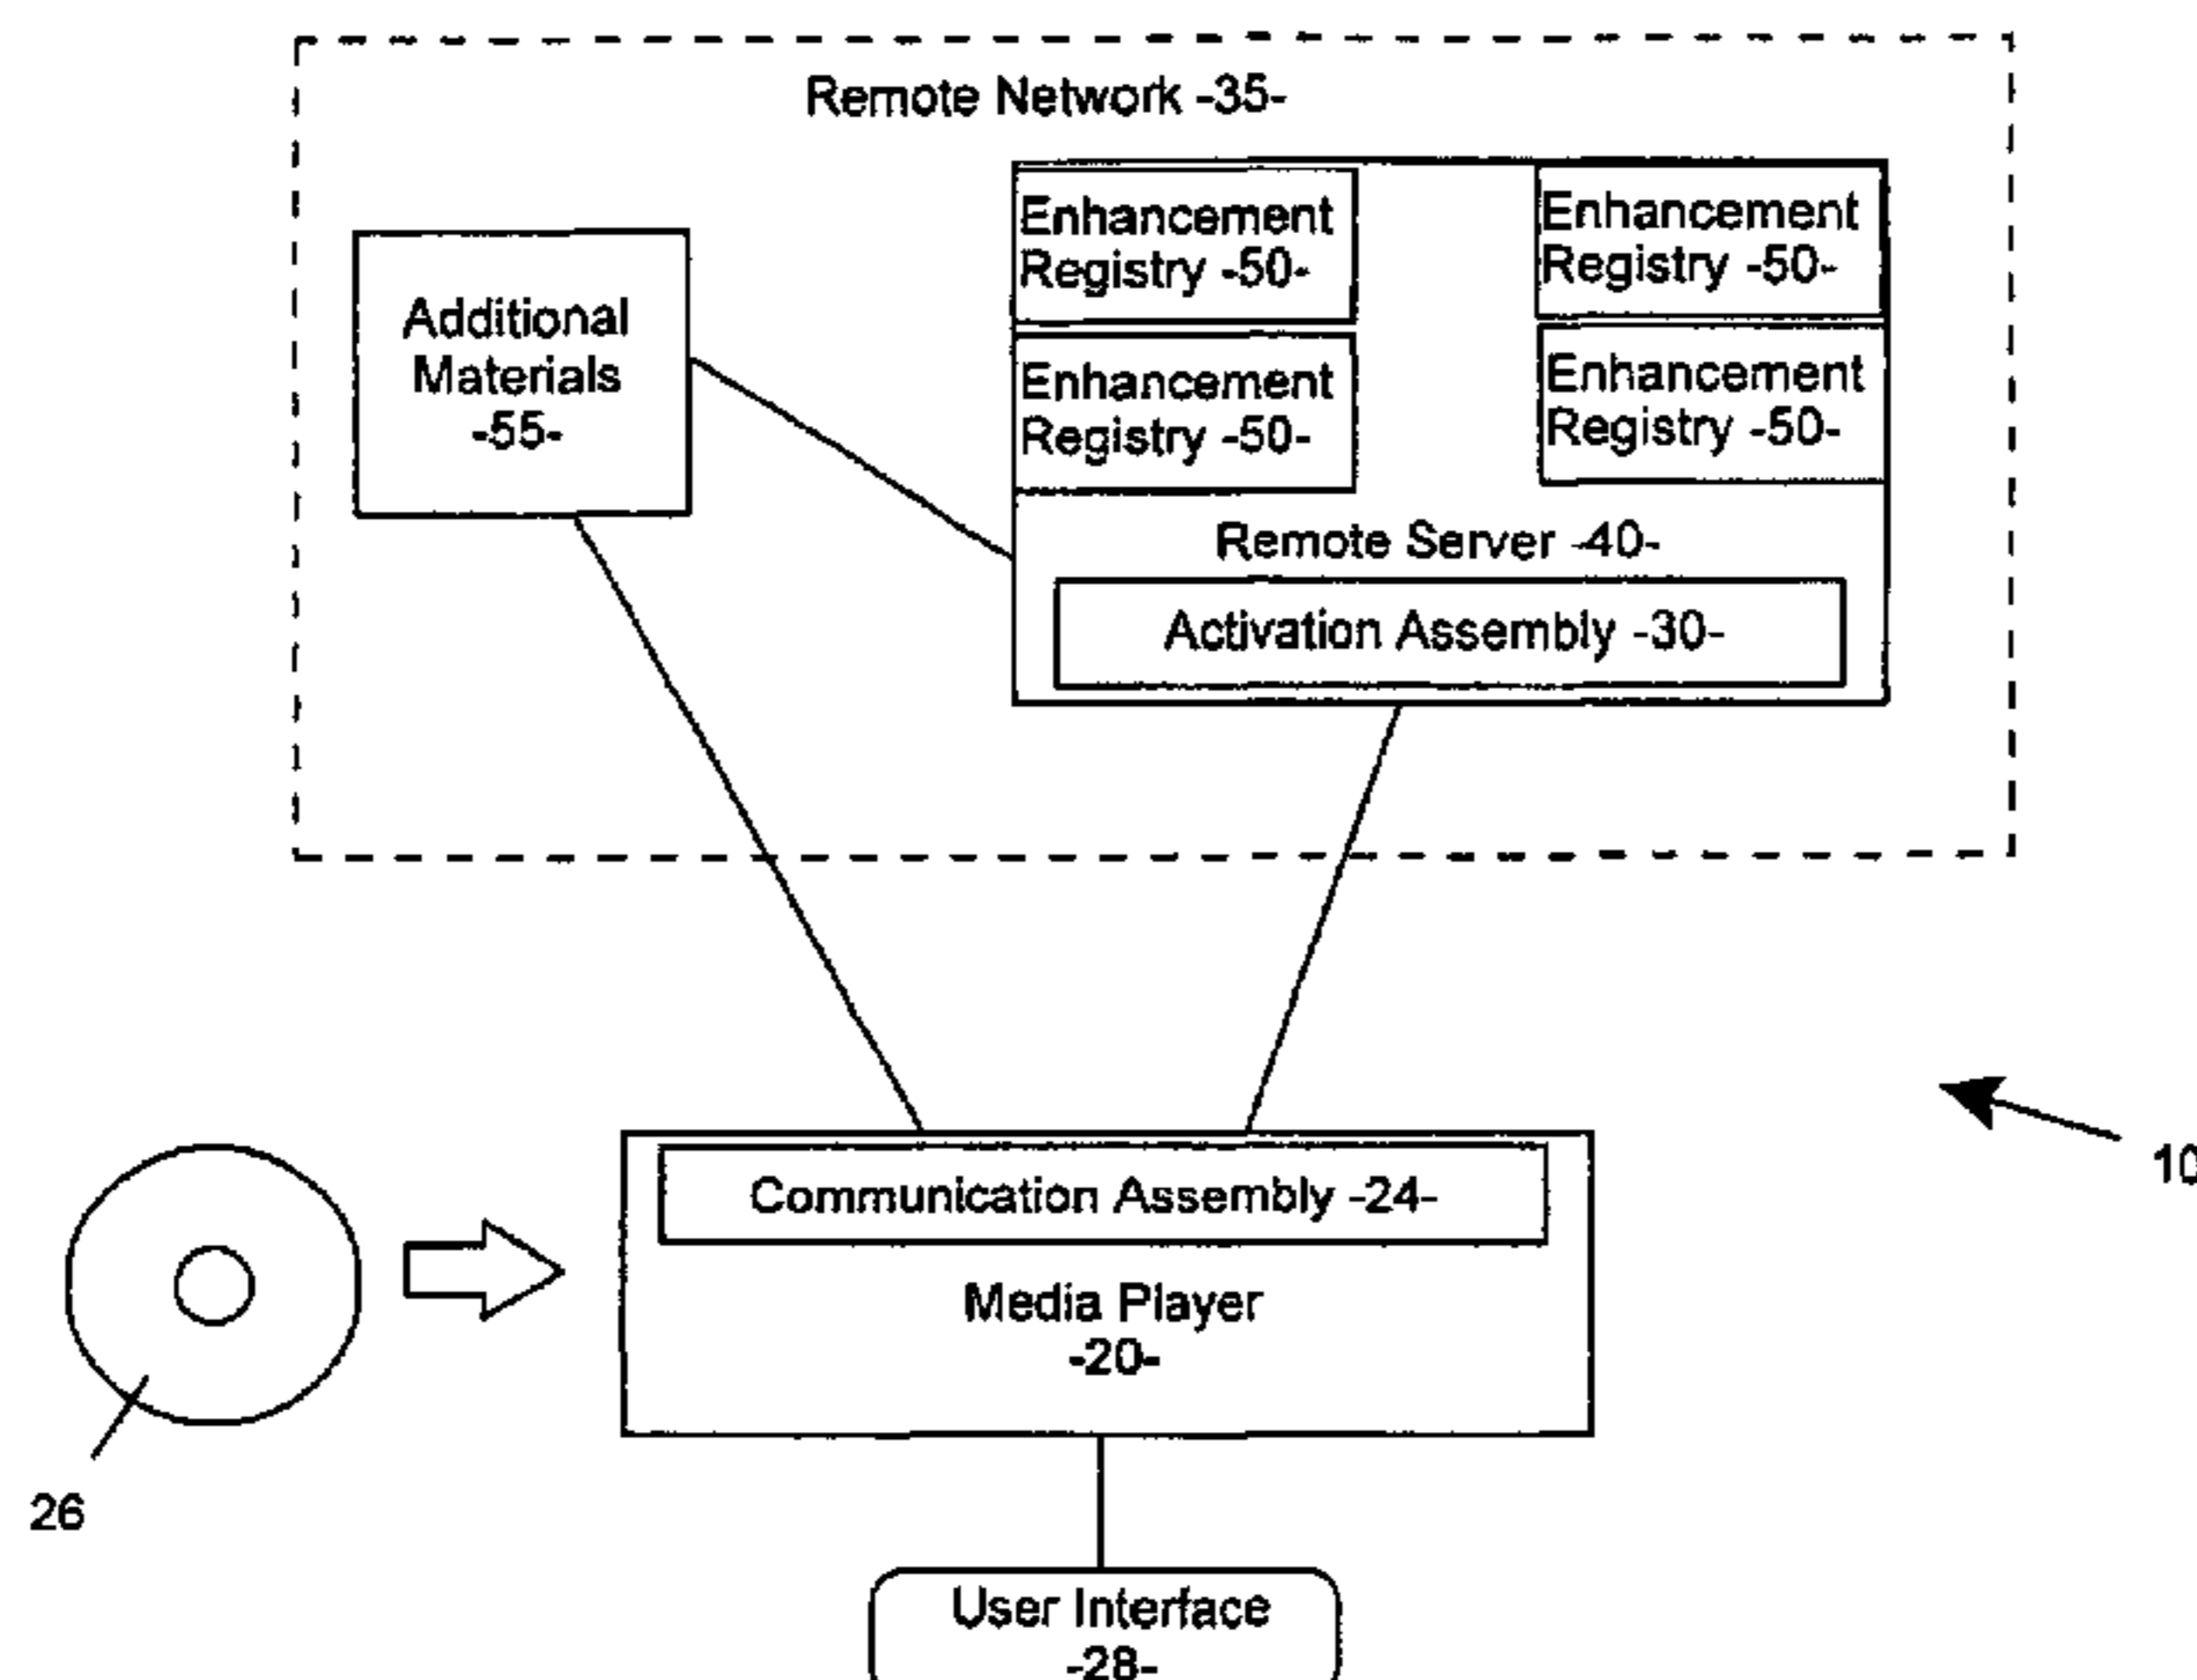 Remote Network -35-
Additional
Materials
-55-
Enhancement
Registry -50-
Enhancement
Registry -50-
Enhancement
Registry -50-
Enhancement
Registry -50-
Remote Server -40-
Activation Assembly -30-
10
Communication Assembly -24-
Media Player
-20-
26
User Interface
-28-